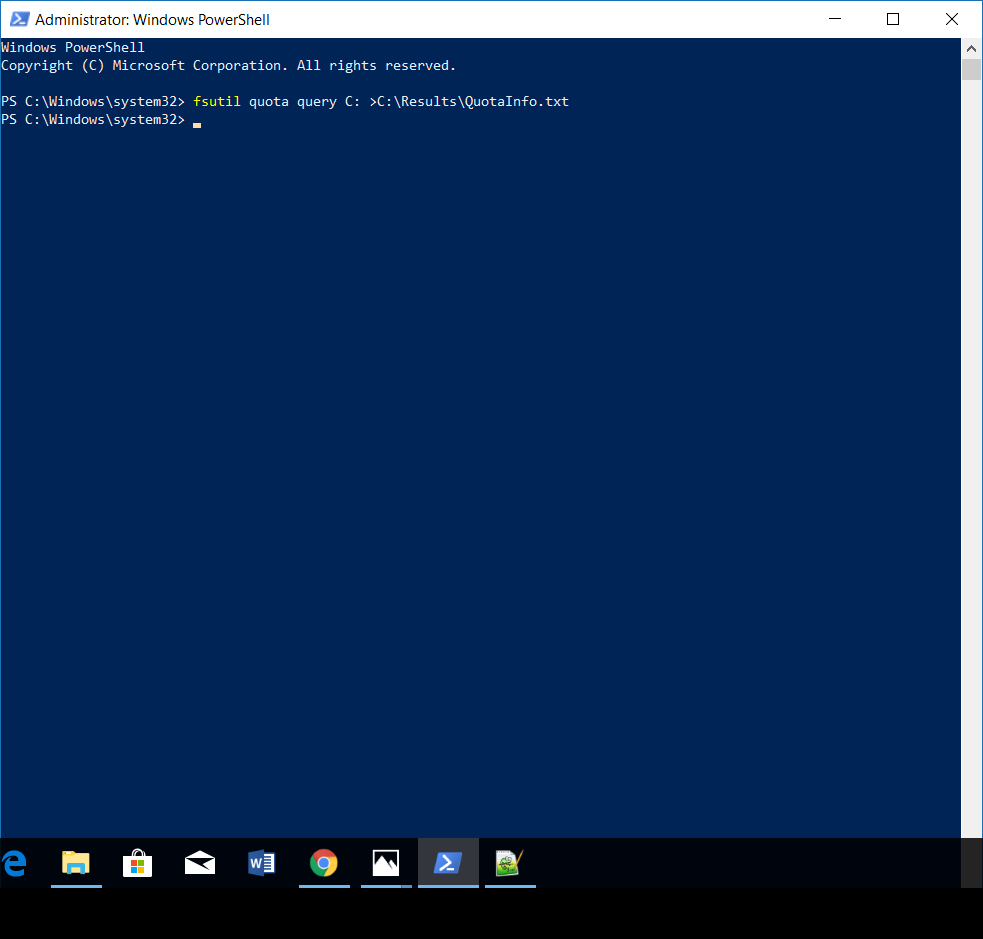 Administrator: Windows PowerShell
Windows PowerShell
Copyright (C) Microsoft Corporation. All rights reserved.
PS C:\Windows\system32> fsutil quota query C: >C:\Results\QuotaInfo.txt
PS C:\Windows\system32>